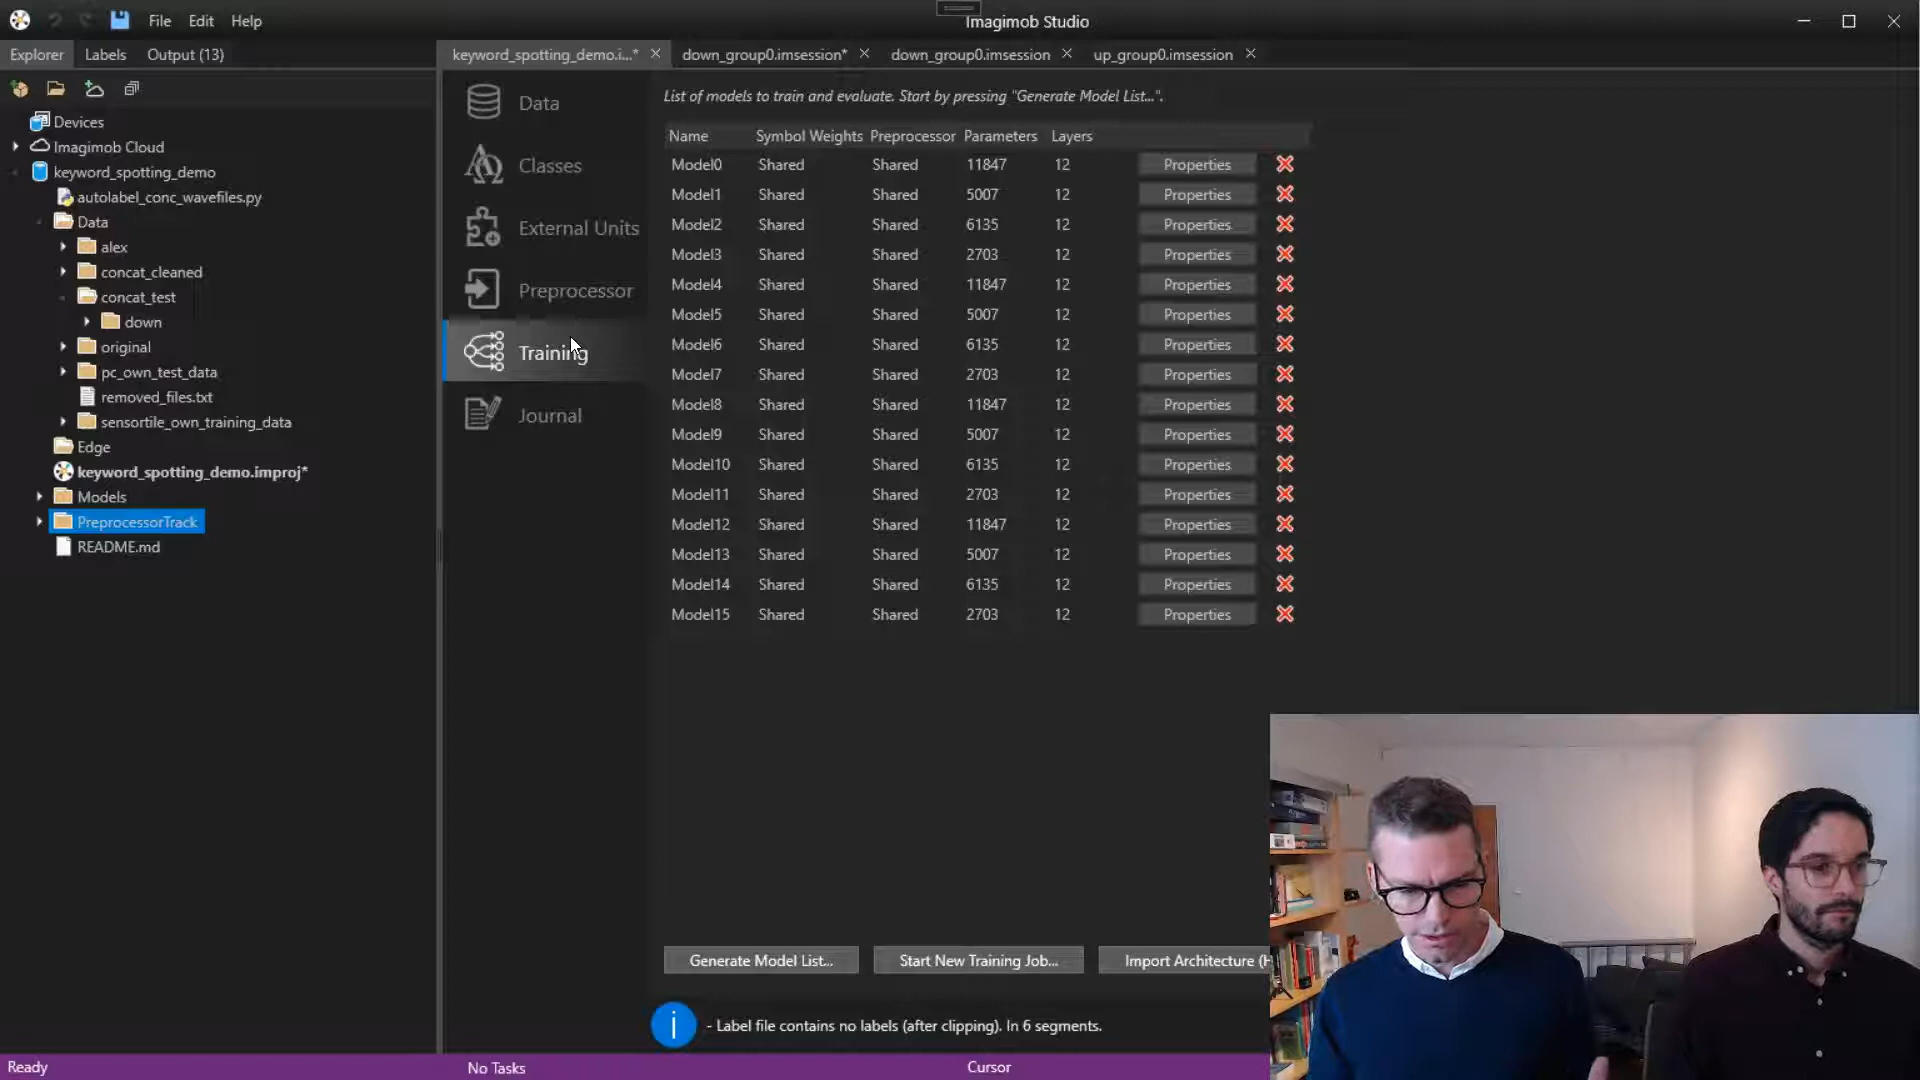 File Edit Help
Imagimob Studio
Explorer Labels Output (13)
keyword_spotting_demo.i...* down_group0.imsession* down_group0.imsession up_group0.imsession
Devices
Imagimob Cloud
keyword_spotting_demo
autolabel_conc_wavefiles.py
Data
alex
concat_cleaned
concat_test
down
original
pc_own_test_data
removed_files.txt
sensortile_own_training_data
Edge
keyword_spotting_demo.improj*
Models
PreprocessorTrack
README.md
Data
Classes
External Units
Preprocessor
Training
Journal
List of models to train and evaluate. Start by pressing "Generate Model List...".
Name Symbol Weights Preprocessor Parameters Layers
Model0 Shared Shared 11847 12 Properties
Model1 Shared Shared 5007 12 Properties
Model2 Shared Shared 6135 12 Properties
Model3 Shared Shared 2703 12 Properties
Model4 Shared Shared 11847 12 Properties
Model5 Shared Shared 5007 12 Properties
Model6 Shared Shared 6135 12 Properties
Model7 Shared Shared 2703 12 Properties
Model8 Shared Shared 11847 12 Properties
Model9 Shared Shared 5007 12 Properties
Model10 Shared Shared 6135 12 Properties
Model11 Shared Shared 2703 12 Properties
Model12 Shared Shared 11847 12 Properties
Model13 Shared Shared 5007 12 Properties
Model14 Shared Shared 6135 12 Properties
Model15 Shared Shared 2703 12 Properties
Generate Model List... Start New Training Job... Import Architecture (H
- Label file contains no labels (after clipping). In 6 segments.
Ready No Tasks Cursor